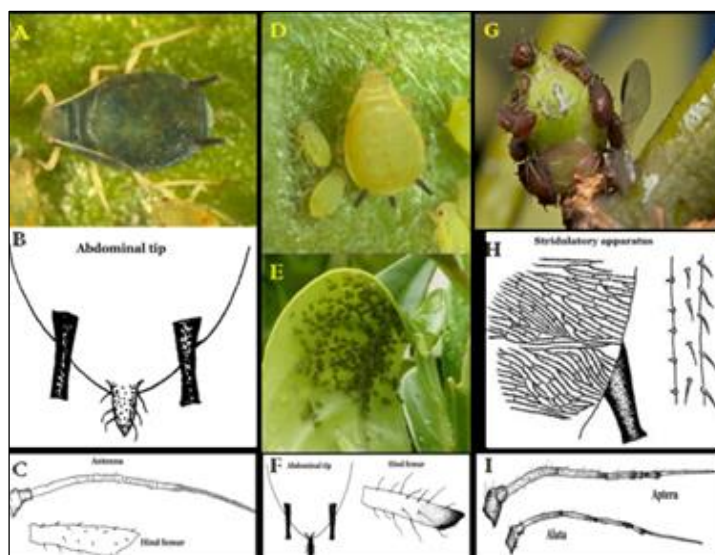 A
B
Abdominal tip
C
Antenna
Hind femur
D
E
F
Abdominal tip
Hind femur
G
H
Stridulatory apparatus
I
Aptera
Alata